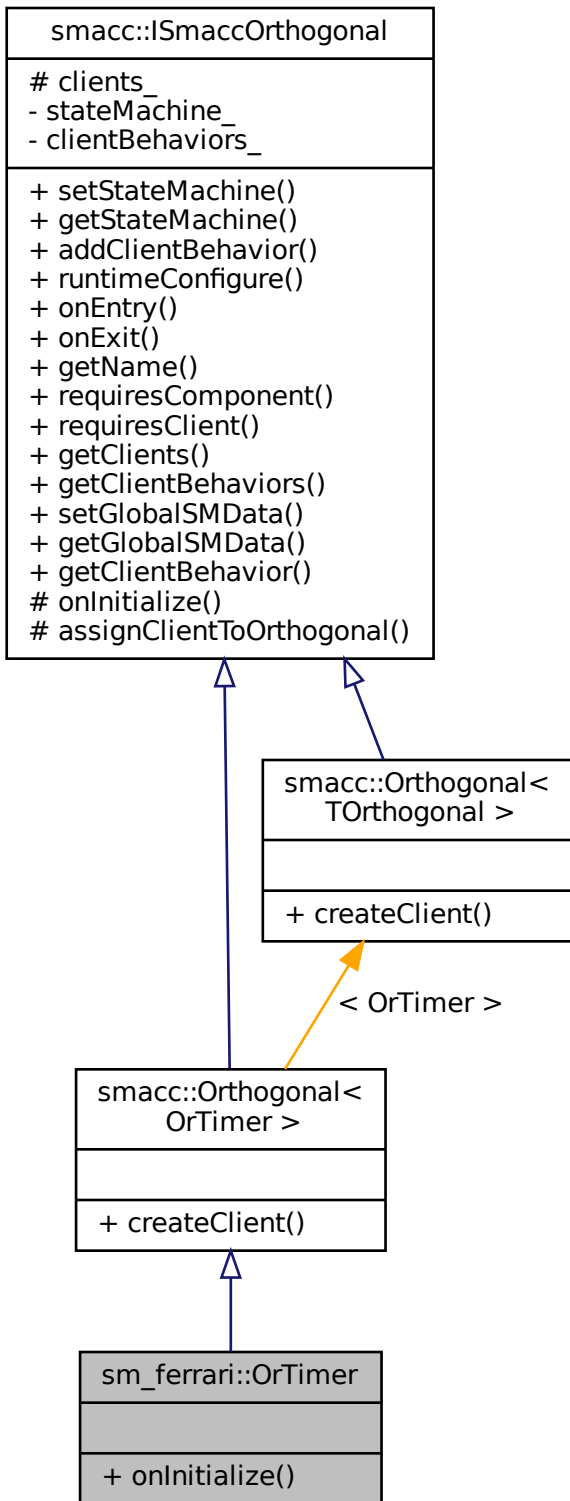 smacc::ISmaccOrthogonal
# clients_
- stateMachine_
- clientBehaviors_
+ setStateMachine()
+ getStateMachine()
+ addClientBehavior()
+ runtimeConfigure()
+ onEntry()
+ onExit()
+ getName()
+ requiresComponent()
+ requiresClient()
+ getClients()
+ getClientBehaviors()
+ setGlobalSMData()
+ getGlobalSMData()
+ getClientBehavior()
# onInitialize()
# assignClientToOrthogonal()
smacc::Orthogonal<
TOrthogonal >
+ createClient()
< OrTimer >
smacc::Orthogonal<
OrTimer >
+ createClient()
sm_ferrari::OrTimer
+ onInitialize()